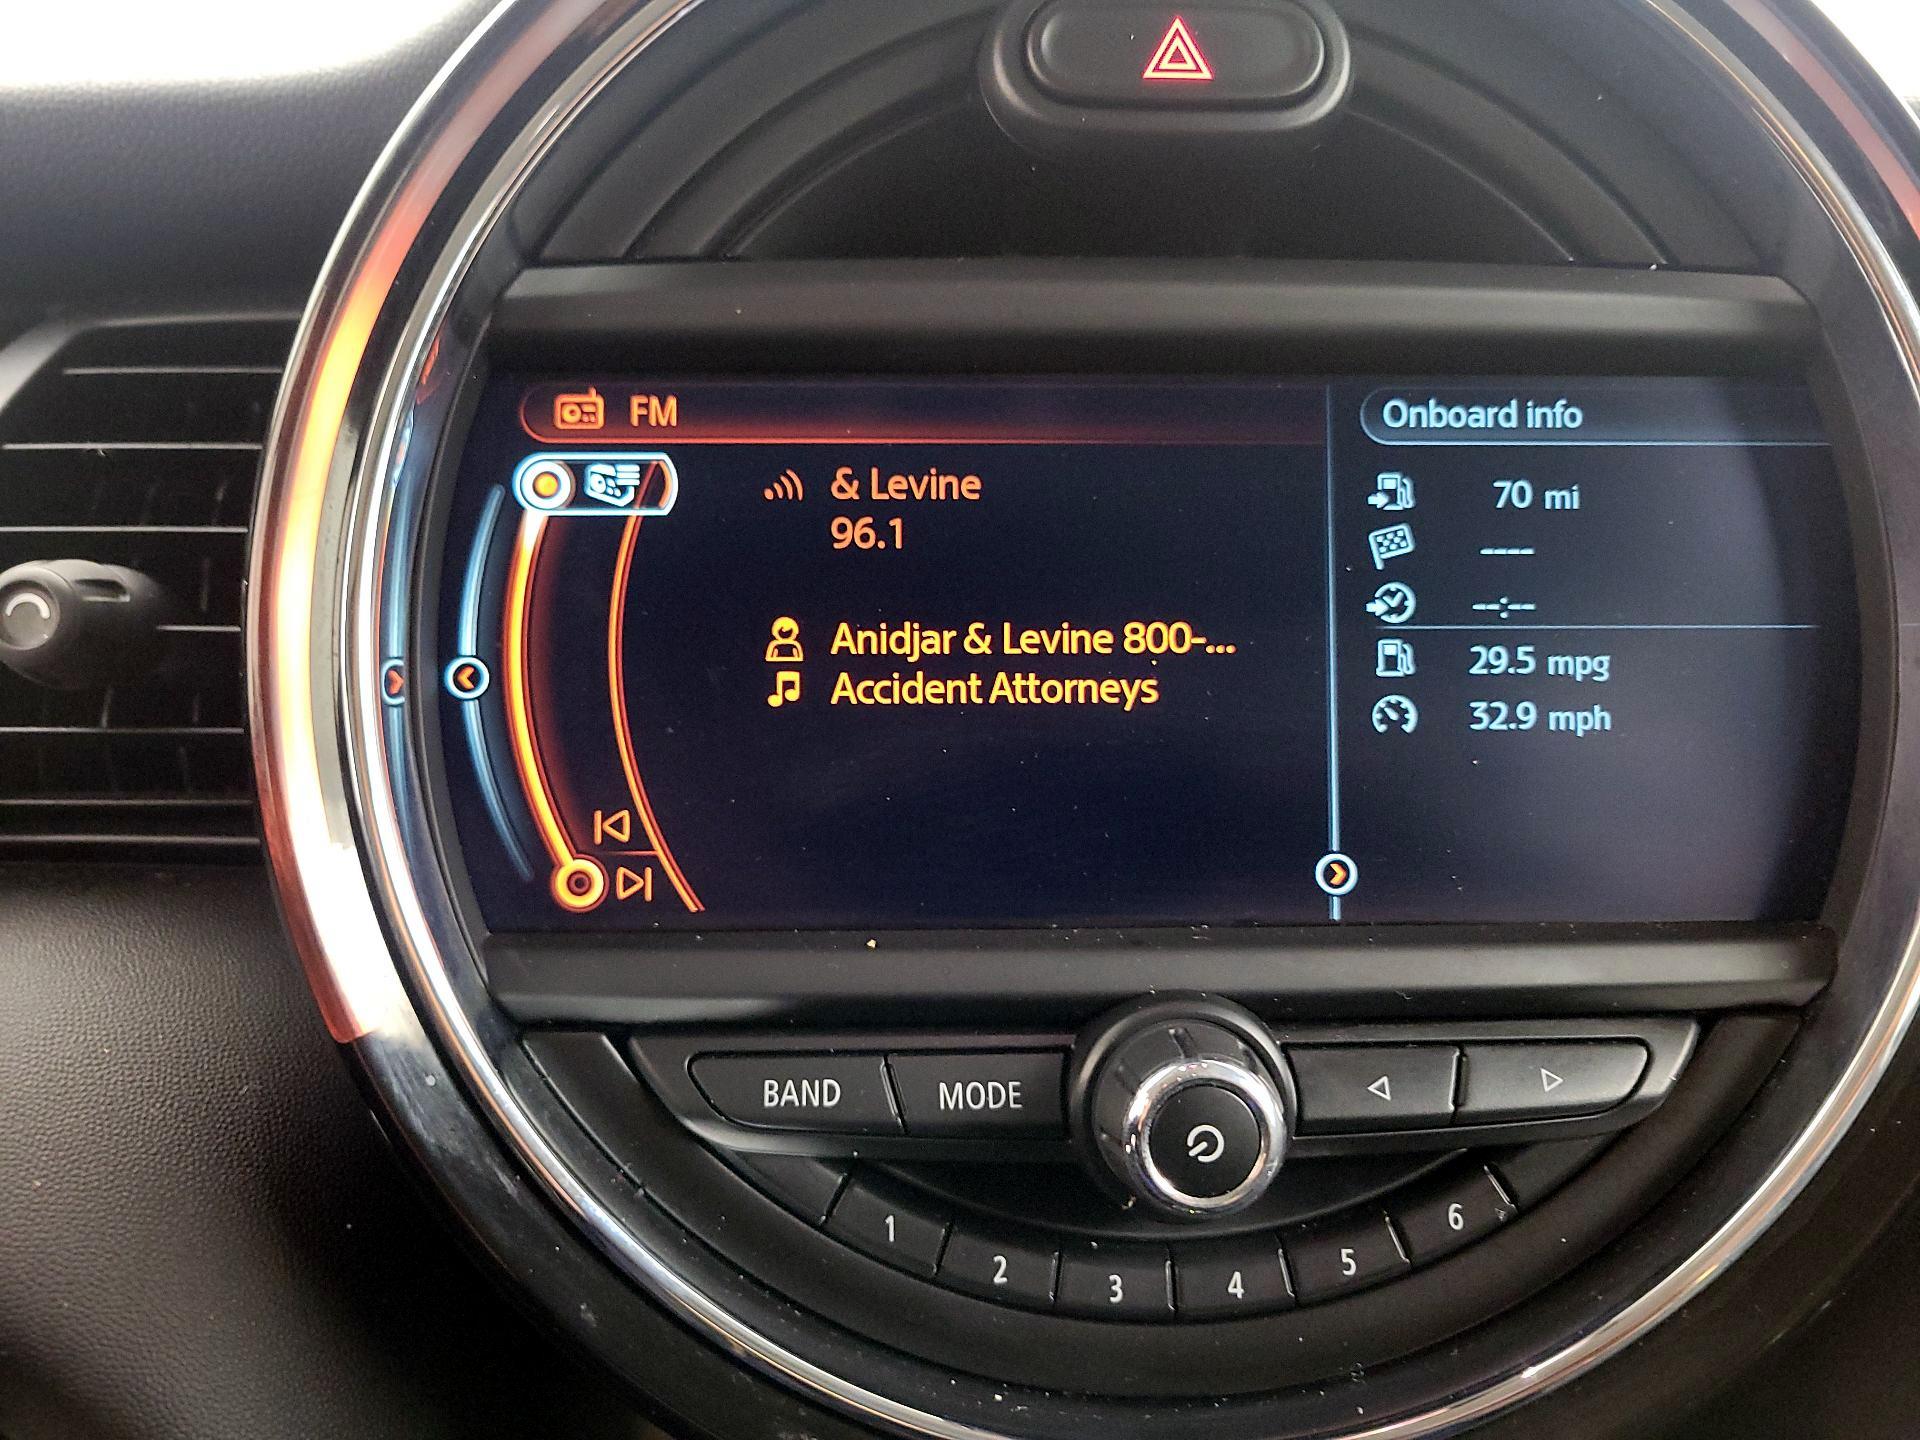 FM
& Levine
96.1
Anidjar & Levine 800-...
Accident Attorneys
Onboard info
70 mi
----
--:--
29.5 mpg
32.9 mph
BAND
MODE
1
2
3
4
5
6